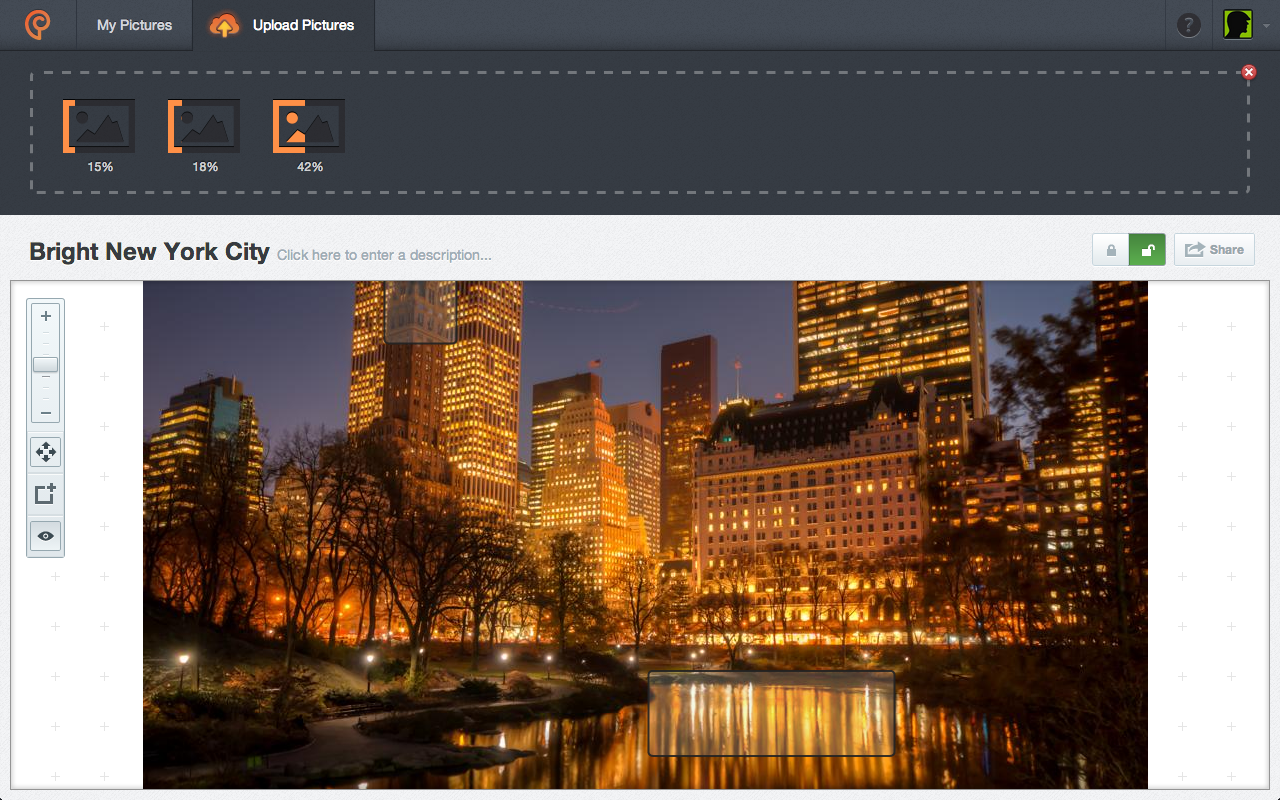 My Pictures
Upload Pictures
?
15%
18%
42%
Bright New York City
Click here to enter a description...
Share